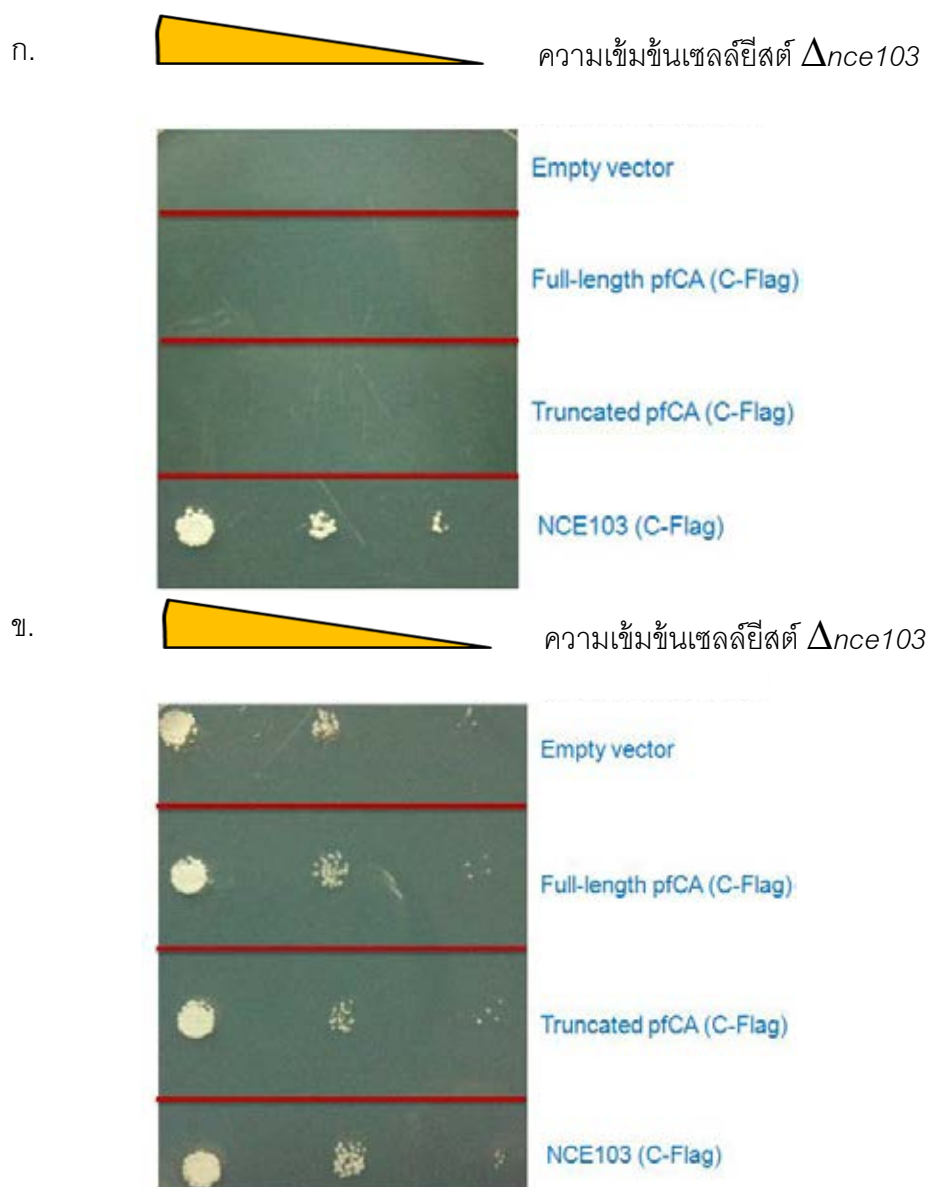 ก.
ความเข้มข้นเซลล์ยีสต์ Δnce103
Empty vector
Full-length pfCA (C-Flag)
Truncated pfCA (C-Flag)
NCE103 (C-Flag)
ข.
ความเข้มข้นเซลล์ยีสต์ Δnce103
Empty vector
Full-length pfCA (C-Flag)
Truncated pfCA (C-Flag)
NCE103 (C-Flag)